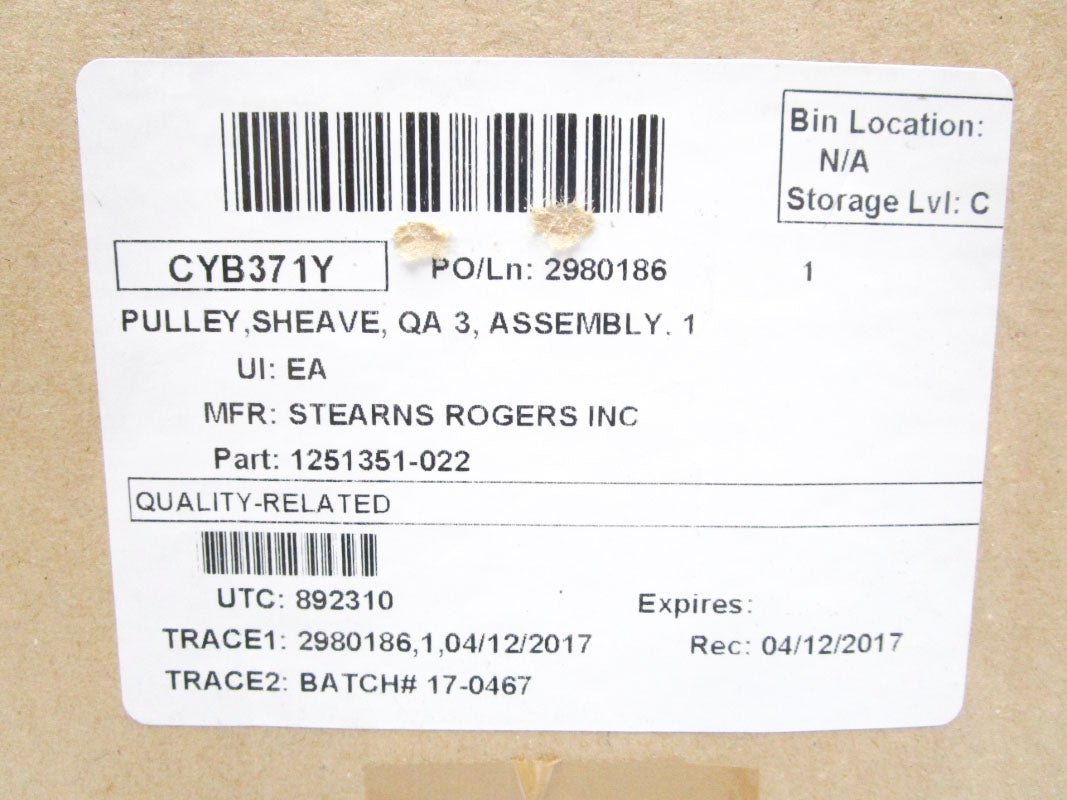 Bin Location:
N/A
Storage Lvl: C
CYB371Y PO/Ln: 2980186 1
PULLEY,SHEAVE, QA 3, ASSEMBLY. 1
UI: EA
MFR: STEARNS ROGERS INC
Part: 1251351-022
QUALITY-RELATED
UTC: 892310 Expires:
TRACE1: 2980186,1,04/12/2017 Rec: 04/12/2017
TRACE2: BATCH# 17-0467